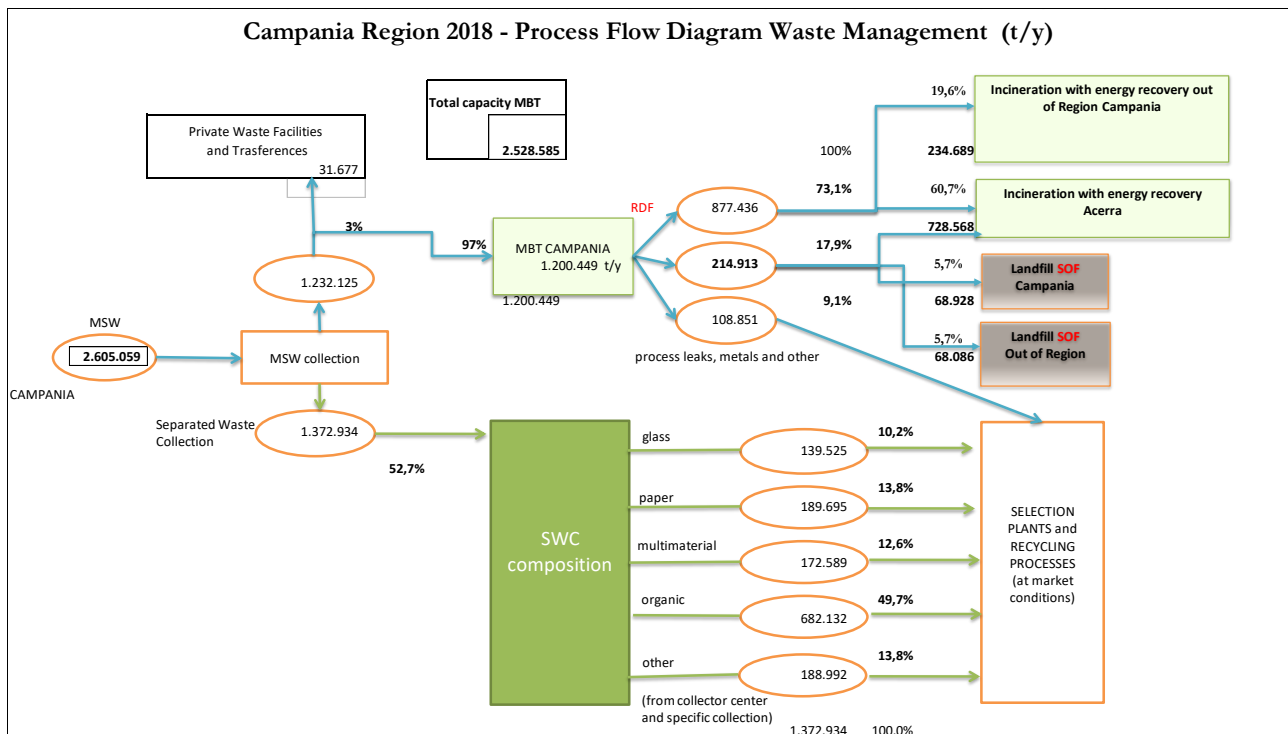 Campania Region 2018 - Process Flow Diagram Waste Management (t/y)
Total capacity MBT
2.528.585
Private Waste Facilities
and Trasferences
31.677
3%
97%
1.232.125
MSW
2.605.059
CAMPANIA
MSW collection
Separated Waste
Collection
1.372.934
52,7%
MBT CAMPANIA
1.200.449 t/y
1.200.449
RDF
877.436
214.913
108.851
process leaks, metals and other
100%
73,1%
17,9%
9,1%
19,6%
234.689
60,7%
728.568
5,7%
68.928
5,7%
68.086
Incineration with energy recovery out
of Region Campania
Incineration with energy recovery
Acerra
Landfill SOF
Campania
Landfill SOF
Out of Region
SWC
composition
glass
139.525
10,2%
paper
189.695
13,8%
multimaterial
172.589
12,6%
organic
682.132
49,7%
other
188.992
13,8%
(from collector center
and specific collection)
1.372.934 100,0%
SELECTION
PLANTS and
RECYCLING
PROCESSES
(at market
conditions)